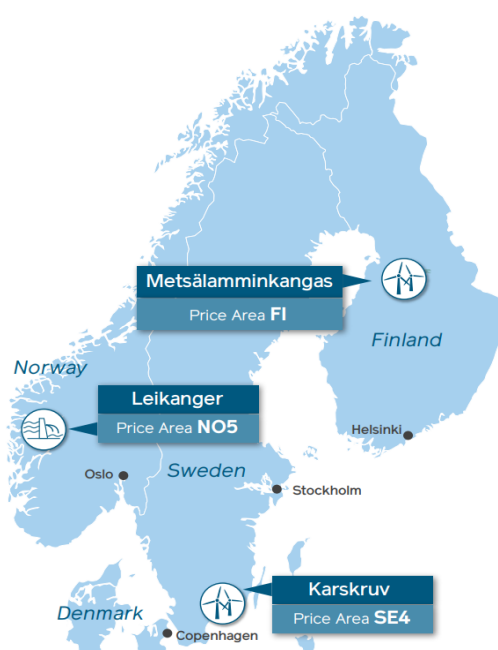 Metsälamminkangas
Price Area FI
Finland
Norway
Leikanger
Price Area NO5
Helsinki
Sweden
Oslo
Stockholm
Karskruv
Price Area SE4
Denmark
Copenhagen